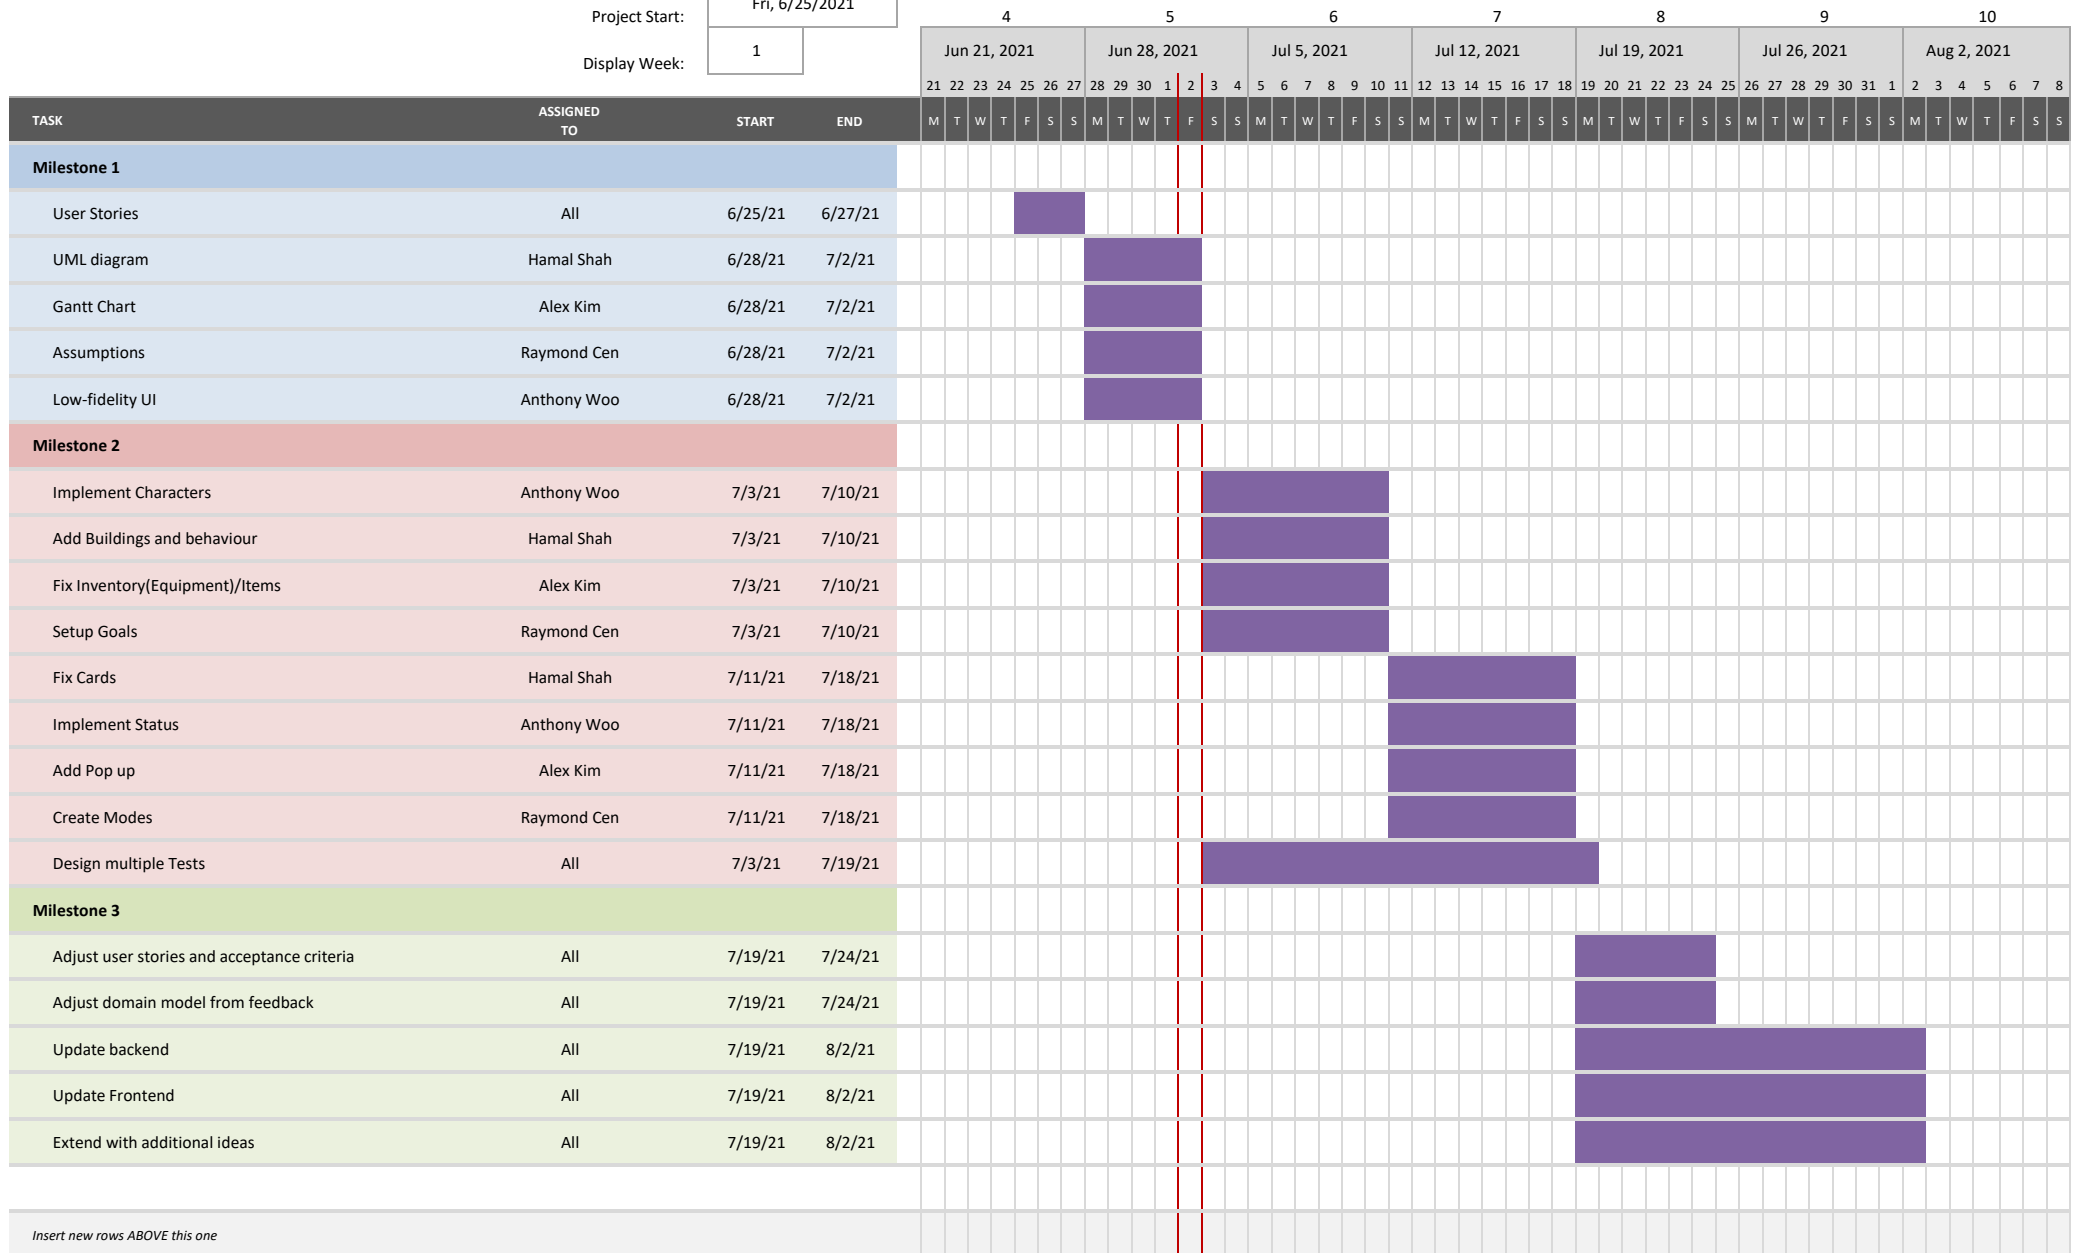 Project Start: Fri, 6/25/2021
4 5 6 7 8 9 10
Display Week: 1
Jun 21, 2021 Jun 28, 2021 Jul 5, 2021 Jul 12, 2021 Jul 19, 2021 Jul 26, 2021 Aug 2, 2021
21 22 23 24 25 26 27 28 29 30 1 2 3 4 5 6 7 8 9 10 11 12 13 14 15 16 17 18 19 20 21 22 23 24 25 26 27 28 29 30 31 1 2 3 4 5 6 7 8
TASK ASSIGNED TO START END M T W T F S S M T W T F S S M T W T F S S M T W T F S S M T W T F S S M T W T F S S M T W T F S S
Milestone 1
User Stories All 6/25/21 6/27/21
UML diagram Hamal Shah 6/28/21 7/2/21
Gantt Chart Alex Kim 6/28/21 7/2/21
Assumptions Raymond Cen 6/28/21 7/2/21
Low-fidelity UI Anthony Woo 6/28/21 7/2/21
Milestone 2
Implement Characters Anthony Woo 7/3/21 7/10/21
Add Buildings and behaviour Hamal Shah 7/3/21 7/10/21
Fix Inventory(Equipment)/Items Alex Kim 7/3/21 7/10/21
Setup Goals Raymond Cen 7/3/21 7/10/21
Fix Cards Hamal Shah 7/11/21 7/18/21
Implement Status Anthony Woo 7/11/21 7/18/21
Add Pop up Alex Kim 7/11/21 7/18/21
Create Modes Raymond Cen 7/11/21 7/18/21
Design multiple Tests All 7/3/21 7/19/21
Milestone 3
Adjust user stories and acceptance criteria All 7/19/21 7/24/21
Adjust domain model from feedback All 7/19/21 7/24/21
Update backend All 7/19/21 8/2/21
Update Frontend All 7/19/21 8/2/21
Extend with additional ideas All 7/19/21 8/2/21
Insert new rows ABOVE this one